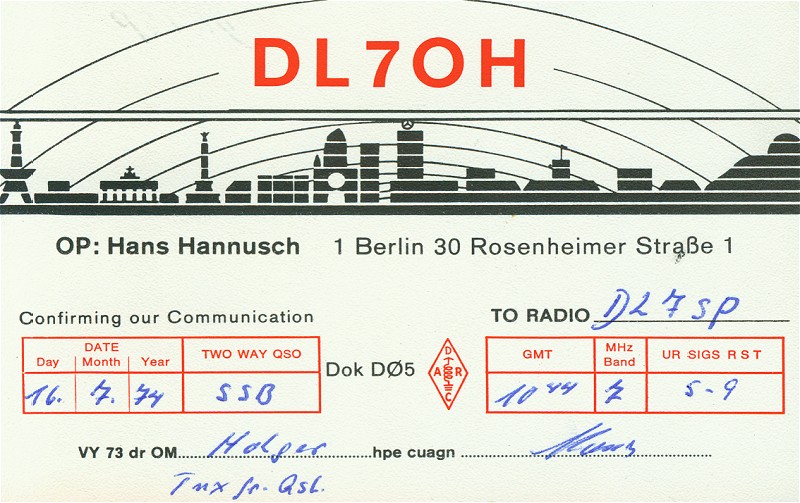 DL7OH
OP: Hans Hannusch 1 Berlin 30 Rosenheimer Straße 1
Confirming our Communication TO RADIO DL7SP
DATE
Day Month Year TWO WAY QSO
16. 7. 74 SSB
Dok DØ5
D
A R
C
GMT MHz Band UR SIGS R S T
10 44 7 5-9
VY 73 dr OM Holger hpe cuagn
Tnx fr. Qsl.